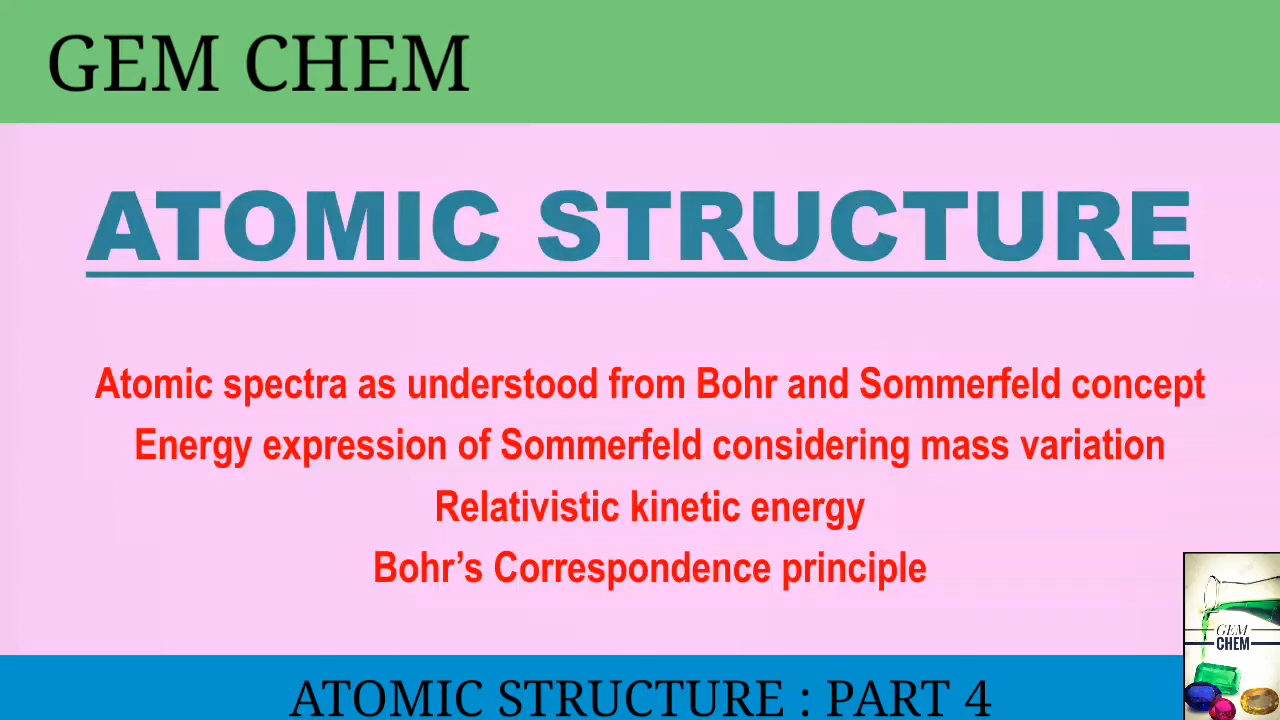 GEM CHEM
ATOMIC STRUCTURE
Atomic spectra as understood from Bohr and Sommerfeld concept
Energy expression of Sommerfeld considering mass variation
Relativistic kinetic energy
Bohr’s Correspondence principle
GEM
CHEM
ATOMIC STRUCTURE : PART 4